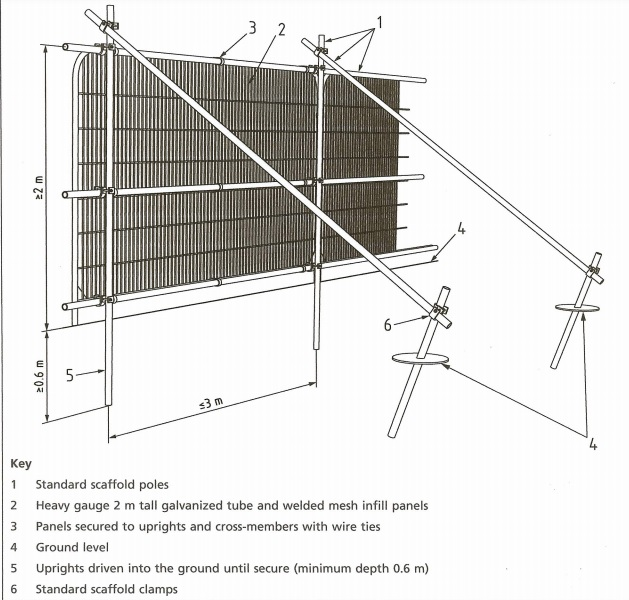 3
2
1
≥2 m
4
6
5
≥0.6 m
≤3 m
4
Key
1 Standard scaffold poles
2 Heavy gauge 2 m tall galvanized tube and welded mesh infill panels
3 Panels secured to uprights and cross-members with wire ties
4 Ground level
5 Uprights driven into the ground until secure (minimum depth 0.6 m)
6 Standard scaffold clamps